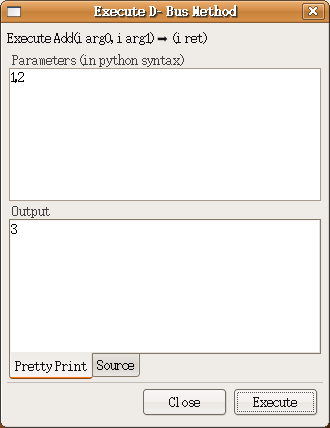 Execute D-Bus Method
Execute Add(i arg0, i arg1) ➡ (i ret)
Parameters (in python syntax)
1,2
Output
3
Pretty Print Source
Close Execute